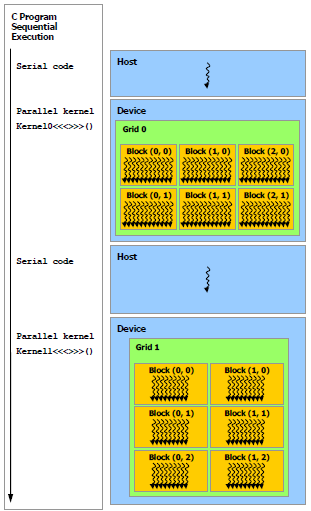 C Program
Sequential
Execution
Serial code
Host
Parallel kernel
Kernel0<<<>>>()
Device
Grid 0
Block (0, 0) Block (1, 0) Block (2, 0)
Block (0, 1) Block (1, 1) Block (2, 1)
Serial code
Host
Parallel kernel
Kernel1<<<>>>()
Device
Grid 1
Block (0, 0) Block (1, 0)
Block (0, 1) Block (1, 1)
Block (0, 2) Block (1, 2)